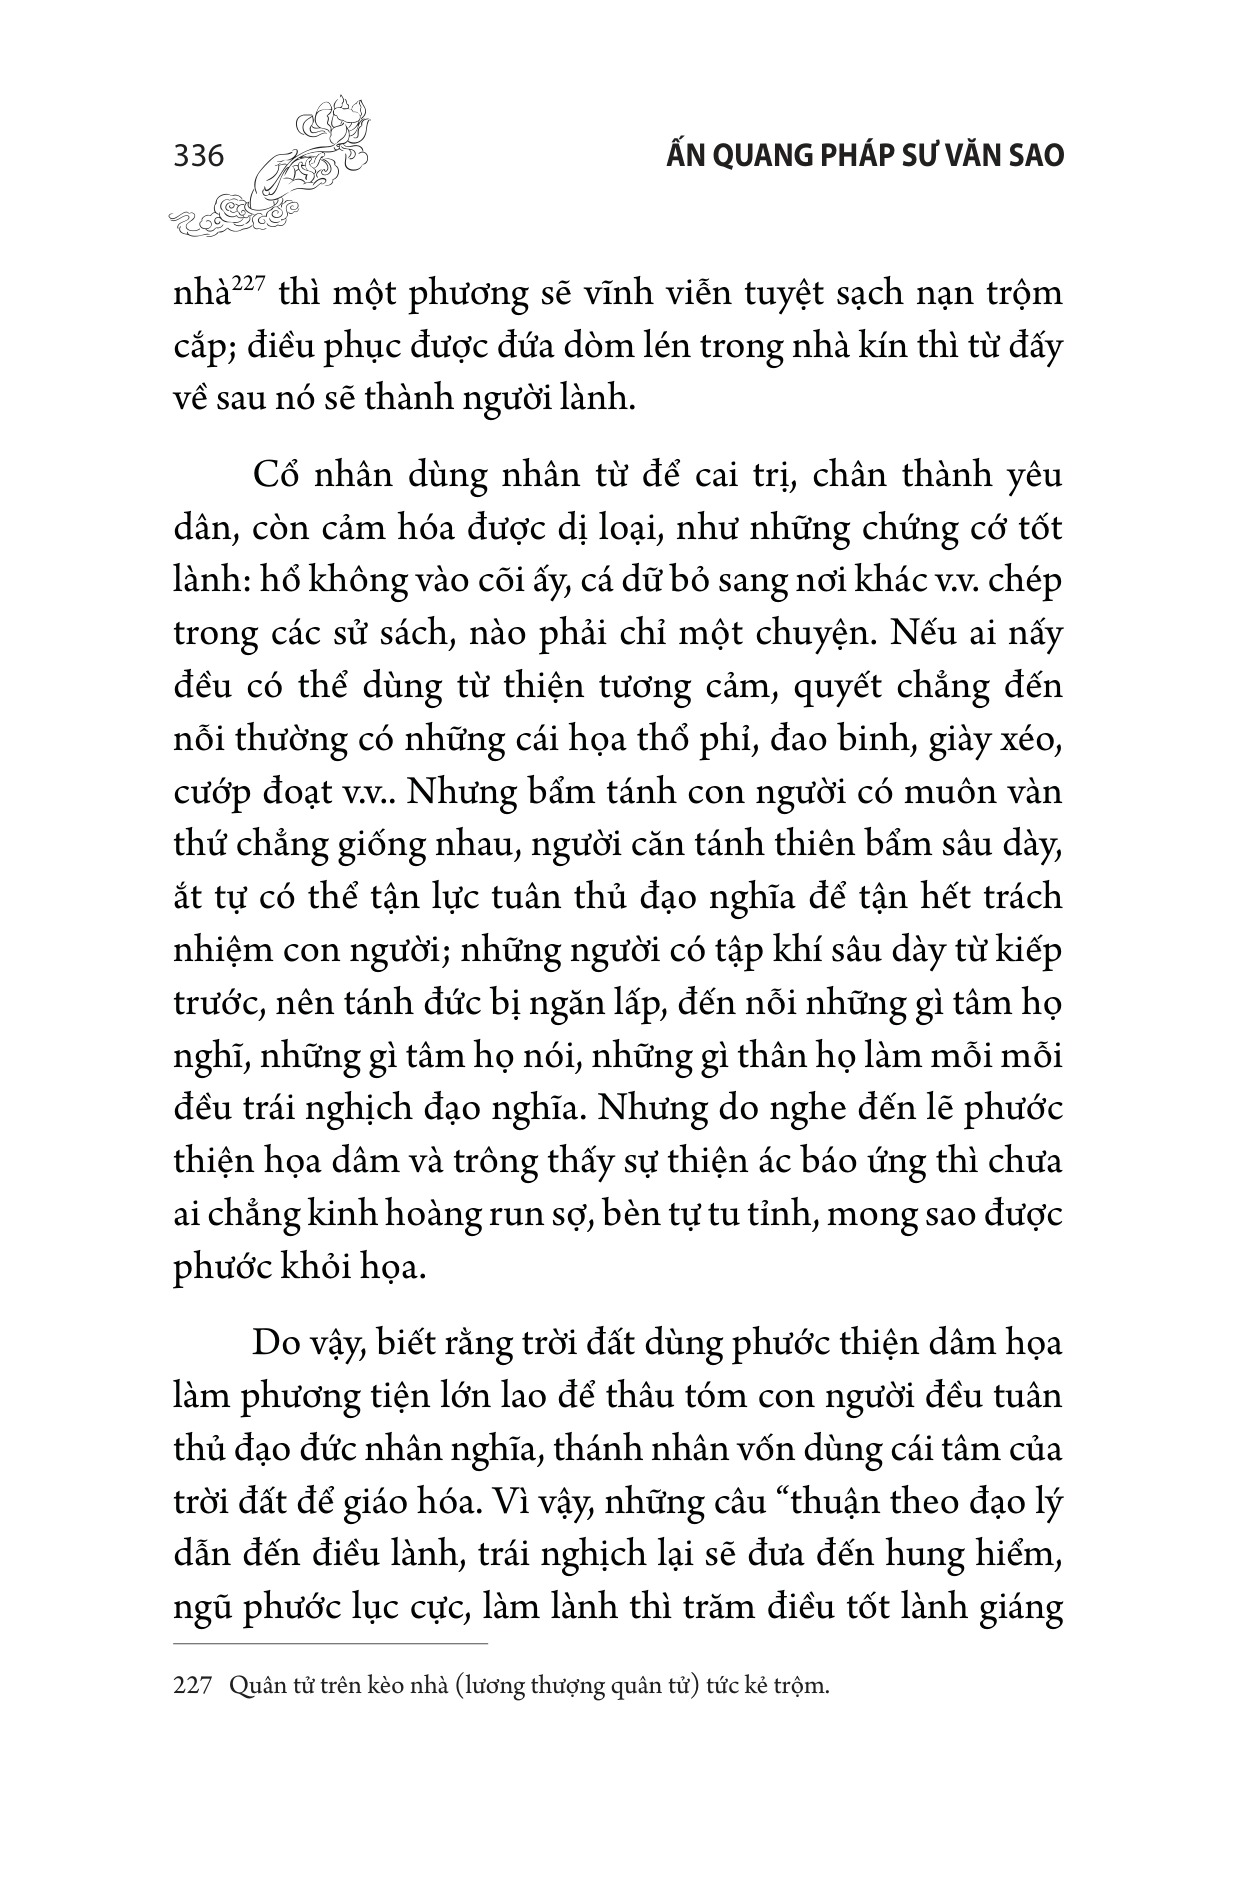 336
ẤN QUANG PHÁP SƯ VĂN SAO
nhà227 thì một phương sẽ vĩnh viễn tuyệt sạch nạn trộm
cắp; điều phục được đứa dòm lén trong nhà kín thì từ đấy
về sau nó sẽ thành người lành.
Cổ nhân dùng nhân từ để cai trị, chân thành yêu
dân, còn cảm hóa được dị loại, như những chứng cớ tốt
lành: hổ không vào cõi ấy, cá dữ bỏ sang nơi khác v.v. chép
trong các sử sách, nào phải chỉ một chuyện. Nếu ai nấy
đều có thể dùng từ thiện tương cảm, quyết chẳng đến
nỗi thường có những cái họa thổ phỉ, đao binh, giày xéo,
cướp đoạt v.v.. Nhưng bẩm tánh con người có muôn vàn
thứ chẳng giống nhau, người căn tánh thiên bẩm sâu dày,
ắt tự có thể tận lực tuân thủ đạo nghĩa để tận hết trách
nhiệm con người; những người có tập khí sâu dày từ kiếp
trước, nên tánh đức bị ngăn lấp, đến nỗi những gì tâm họ
nghĩ, những gì tâm họ nói, những gì thân họ làm mỗi mỗi
đều trái nghịch đạo nghĩa. Nhưng do nghe đến lẽ phước
thiện họa dâm và trông thấy sự thiện ác báo ứng thì chưa
ai chẳng kinh hoàng run sợ, bèn tự tu tỉnh, mong sao được
phước khỏi họa.
Do vậy, biết rằng trời đất dùng phước thiện dâm họa
làm phương tiện lớn lao để thâu tóm con người đều tuân
thủ đạo đức nhân nghĩa, thánh nhân vốn dùng cái tâm của
trời đất để giáo hóa. Vì vậy, những câu “thuận theo đạo lý
dẫn đến điều lành, trái nghịch lại sẽ đưa đến hung hiểm,
ngũ phước lục cực, làm lành thì trăm điều tốt lành giáng
227 Quân tử trên kèo nhà (lương thượng quân tử) tức kẻ trộm.